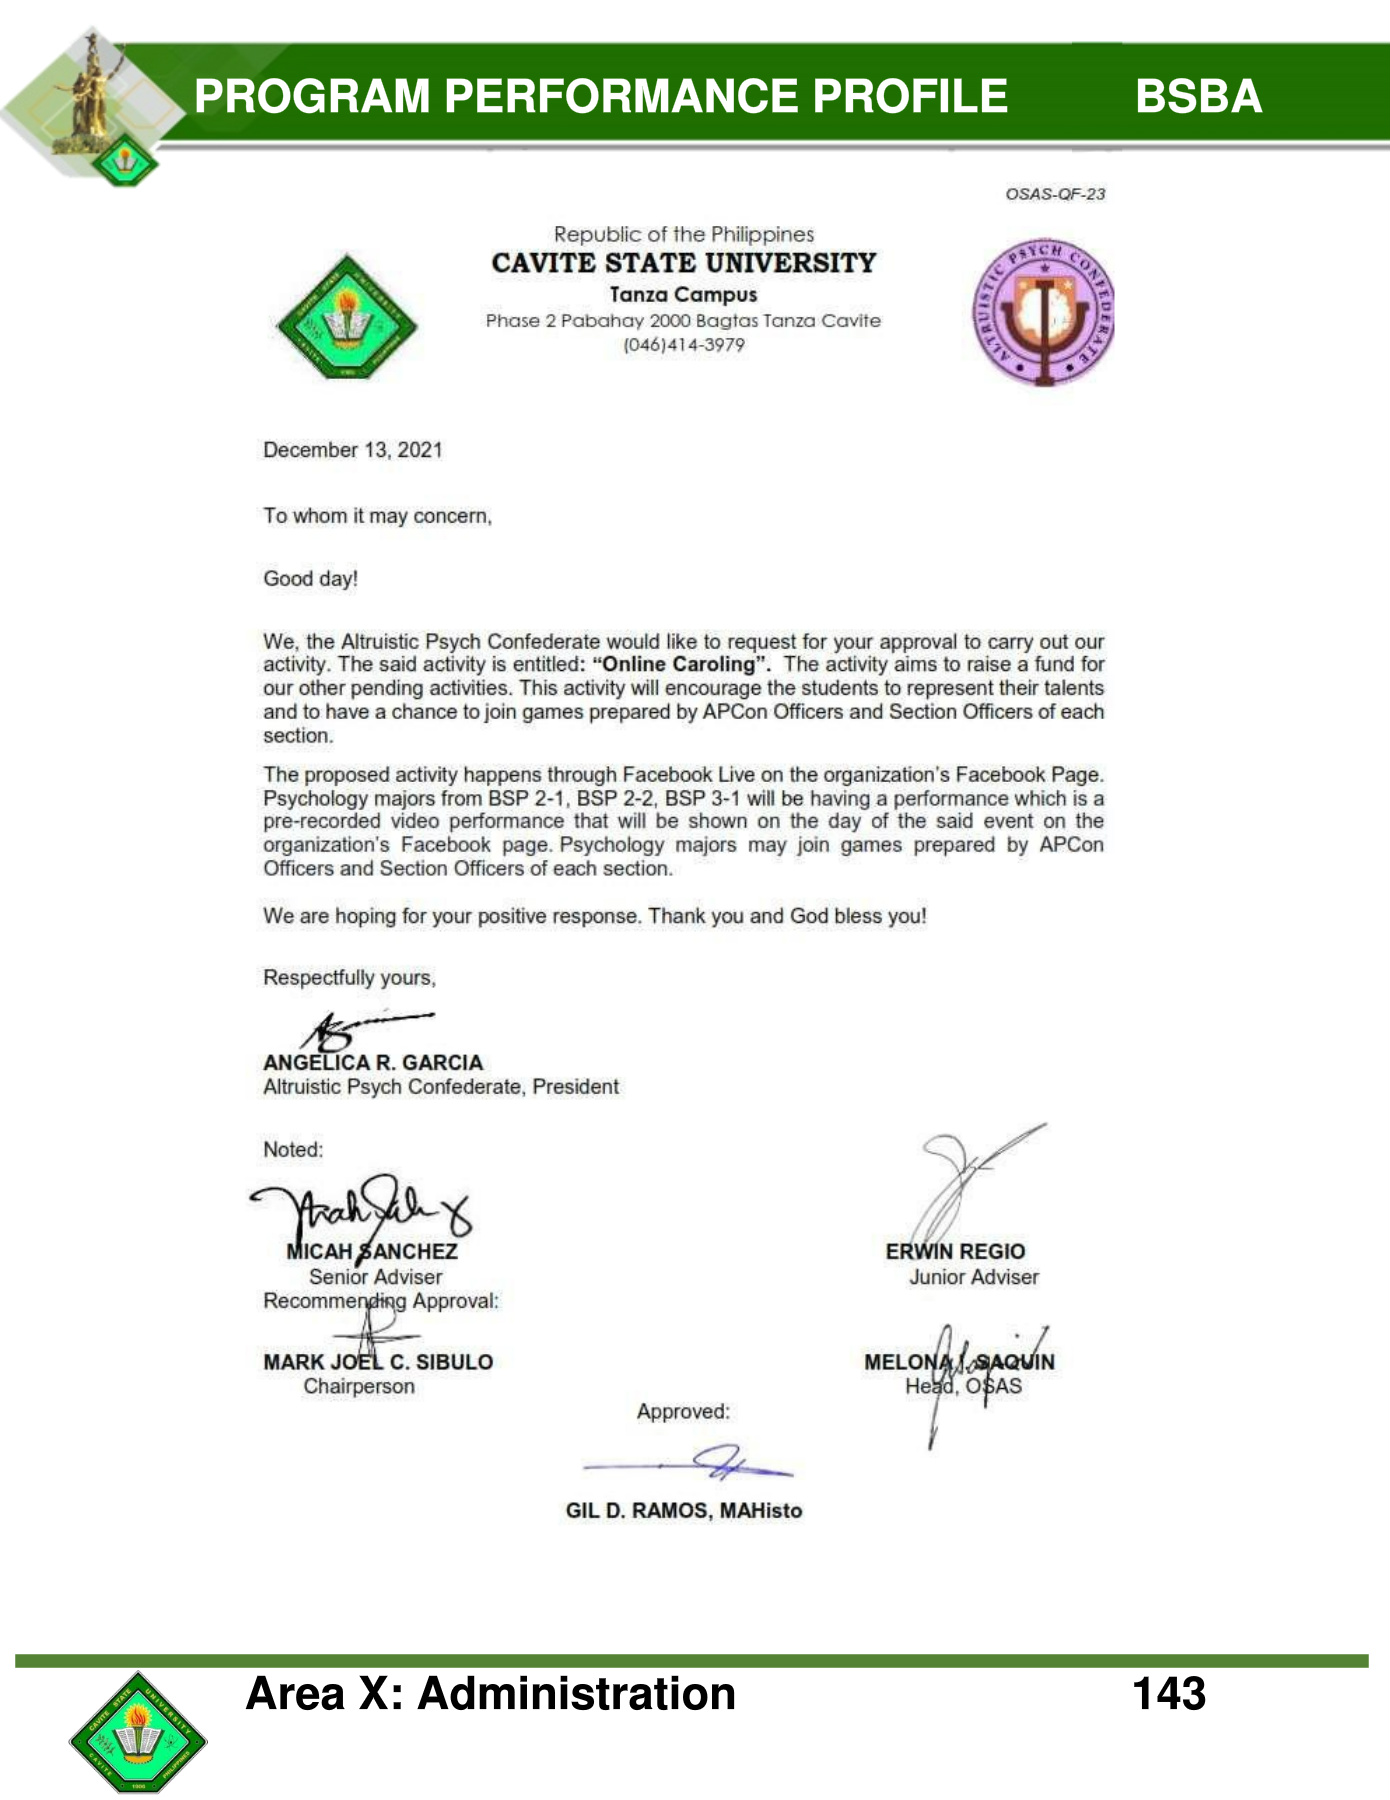 PROGRAM PERFORMANCE PROFILE BSBA
OSAS-QF-23
Republic of the Philippines
CAVITE STATE UNIVERSITY
Tanza Campus
Phase 2 Pabahay 2000 Bagtas Tanza Cavite
(046)414-3979
ALTRUISTIC PSYCH CONFEDERATE
December 13, 2021
To whom it may concern,
Good day!
We, the Altruistic Psych Confederate would like to request for your approval to carry out our
activity. The said activity is entitled: “Online Caroling”. The activity aims to raise a fund for
our other pending activities. This activity will encourage the students to represent their talents
and to have a chance to join games prepared by APCon Officers and Section Officers of each
section.
The proposed activity happens through Facebook Live on the organization’s Facebook Page.
Psychology majors from BSP 2-1, BSP 2-2, BSP 3-1 will be having a performance which is a
pre-recorded video performance that will be shown on the day of the said event on the
organization’s Facebook page. Psychology majors may join games prepared by APCon
Officers and Section Officers of each section.
We are hoping for your positive response. Thank you and God bless you!
Respectfully yours,
ANGELICA R. GARCIA
Altruistic Psych Confederate, President
Noted:
MICAH SANCHEZ ERWIN REGIO
Senior Adviser Junior Adviser
Recommending Approval:
MARK JOEL C. SIBULO MELONA SAQUIN
Chairperson Head, OSAS
Approved:
GIL D. RAMOS, MAHisto
Area X: Administration 143
CAVITE STATE UNIVERSITY
CAVITE PHILIPPINES
1906